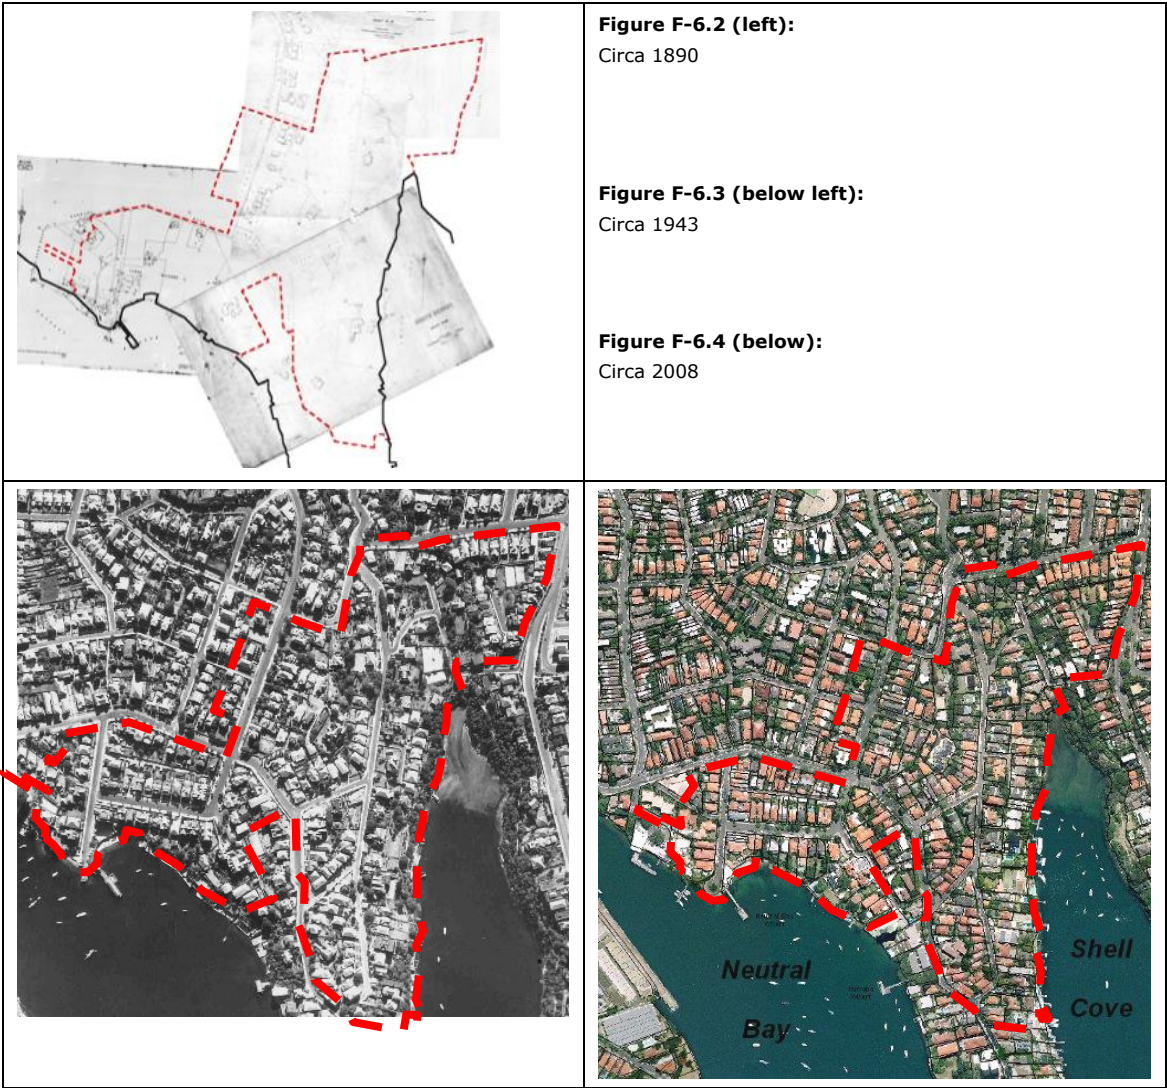 Figure F-6.2 (left):
Circa 1890
Figure F-6.3 (below left):
Circa 1943
Figure F-6.4 (below):
Circa 2008
Neutral
Bay
Shell
Cove